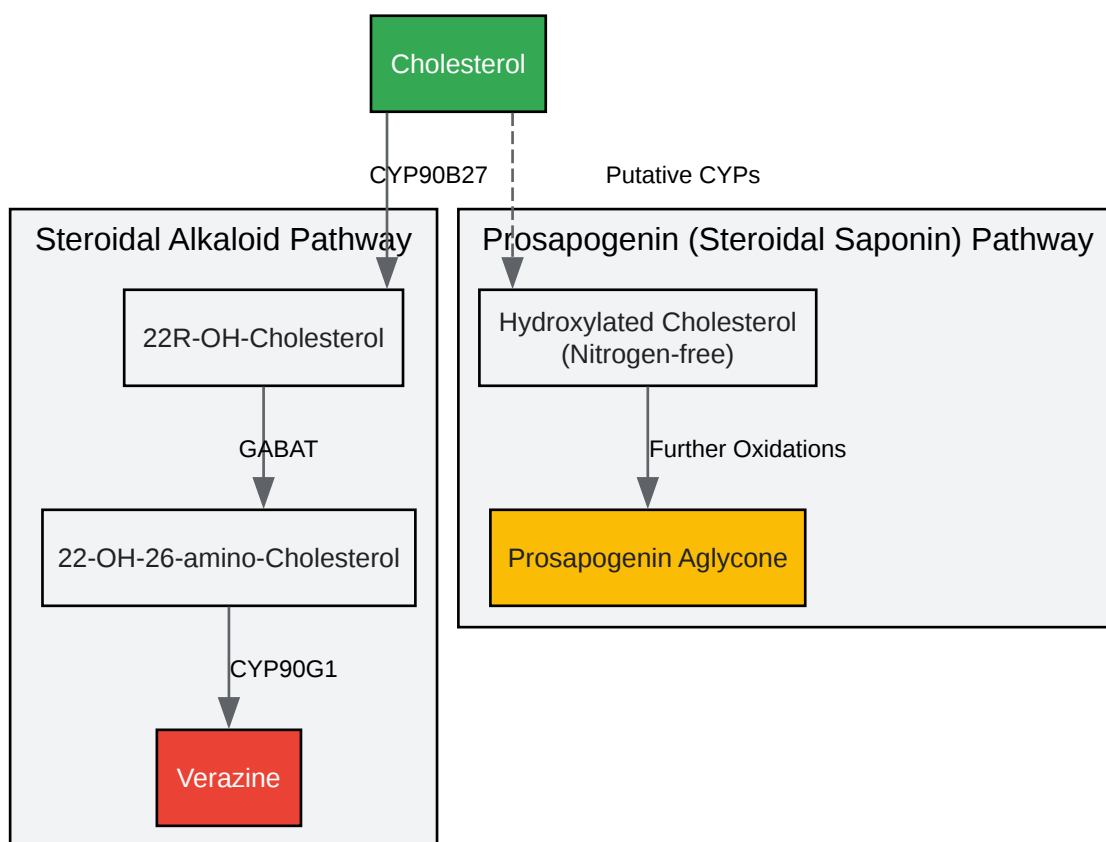 Cholesterol
CYP90B27
Putative CYPs
Steroidal Alkaloid Pathway
Prosapogenin (Steroidal Saponin) Pathway
22R-OH-Cholesterol
Hydroxylated Cholesterol
(Nitrogen-free)
GABAT
Further Oxidations
22-OH-26-amino-Cholesterol
Prosapogenin Aglycone
CYP90G1
Verazine